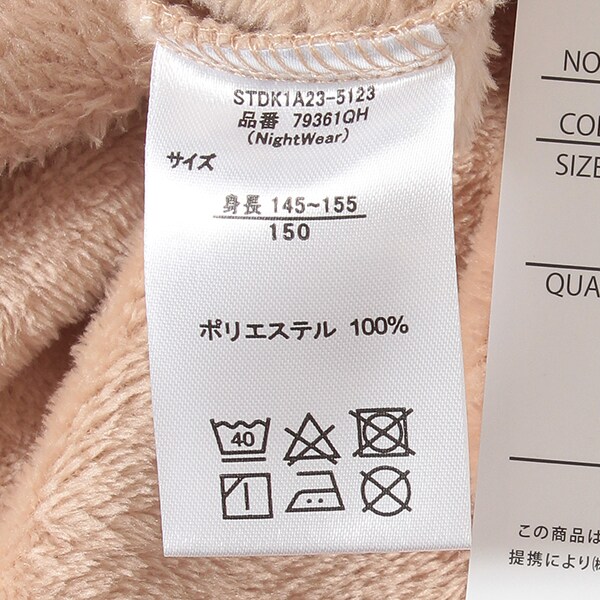 STDK1A23-5123
品番 79361QH
(NightWear)
サイズ
身長 145~155
150
ポリエステル 100%
40
NO
SIZE
QUA
この商品は
提携により(株